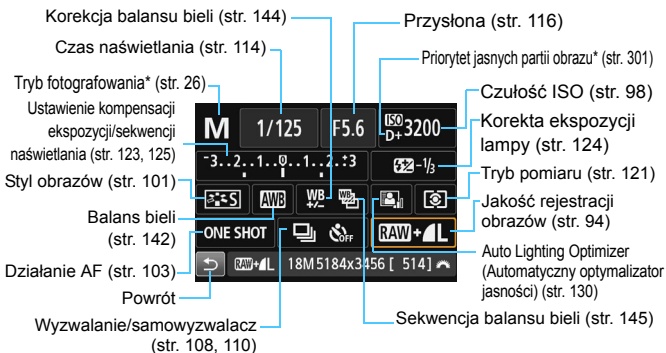 Korekcja balansu bieli (str. 144)
Czas naświetlania (str. 114)
Tryb fotografowania* (str. 26)
Ustawienie kompensacji
ekspozycji/sekwencji
naświetlania (str. 123, 125)
Styl obrazów (str. 101)
Balans bieli
(str. 142)
Działanie AF (str. 103)
Powrót
Wyzwalanie/samowyzwalacz
(str. 108, 110)
Przysłona (str. 116)
Priorytet jasnych partii obrazu* (str. 301)
Czułość ISO (str. 98)
Korekta ekspozycji
lampy (str. 124)
Tryb pomiaru (str. 121)
Jakość rejestracji
obrazów (str. 94)
Auto Lighting Optimizer
(Automatyczny optymalizator
jasności) (str. 130)
Sekwencja balansu bieli (str. 145)
M 1/125 F5.6 ISO D+ 3200
-3..2..1..0..1..2..+3 -1/3
S AWB WB +/- WB
ONE SHOT OFF RAW+L
RAW+L 18M 5184x3456 [ 514]